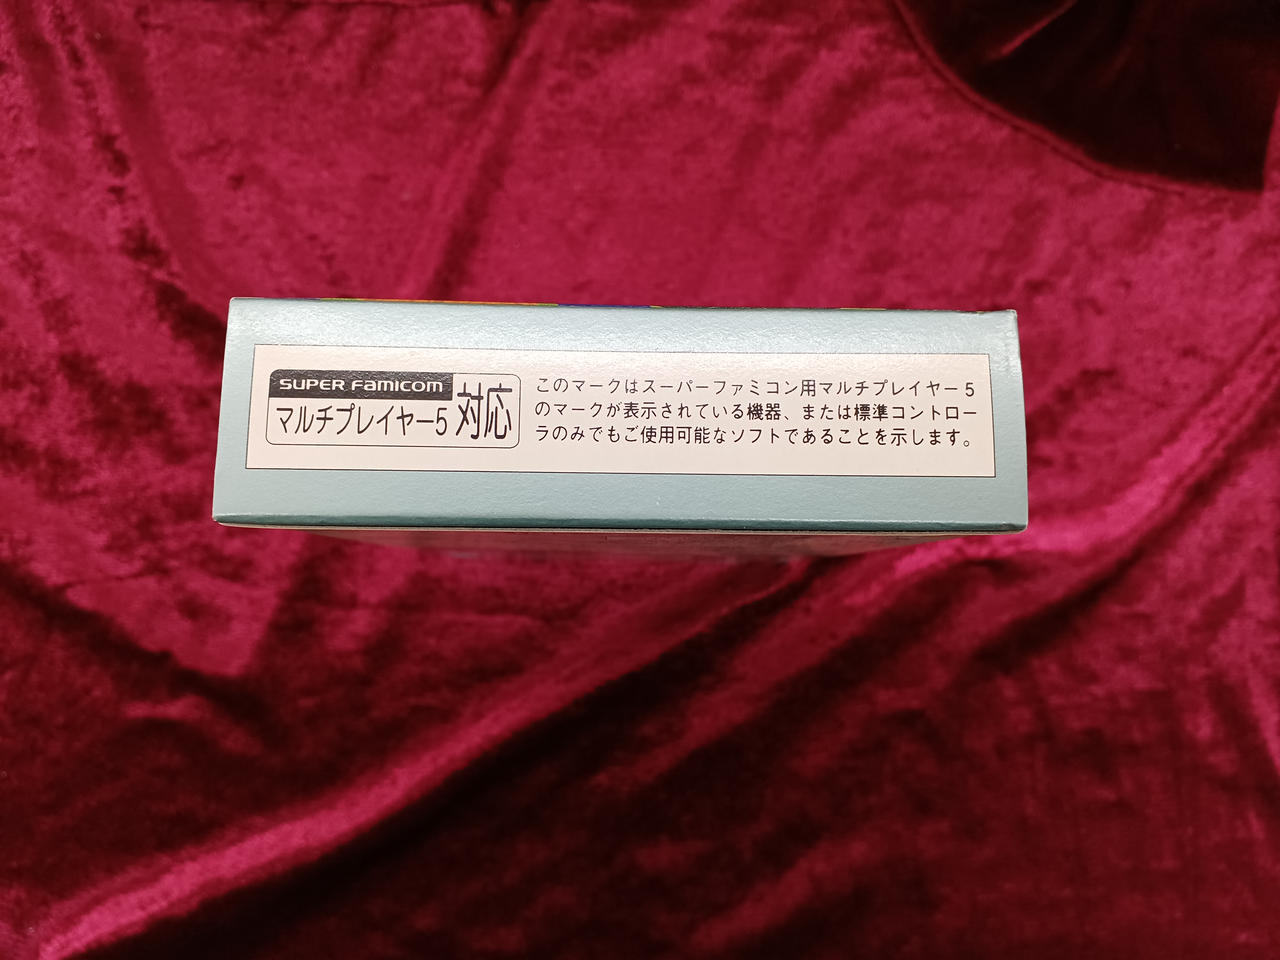 SUPER FAMICOM
マルチプレイヤー5 対応
このマークはスーパーファミコン用マルチプレイヤー5
のマークが表示されている機器、または標準コントロー
ラのみでもご使用可能なソフトであることを示します。